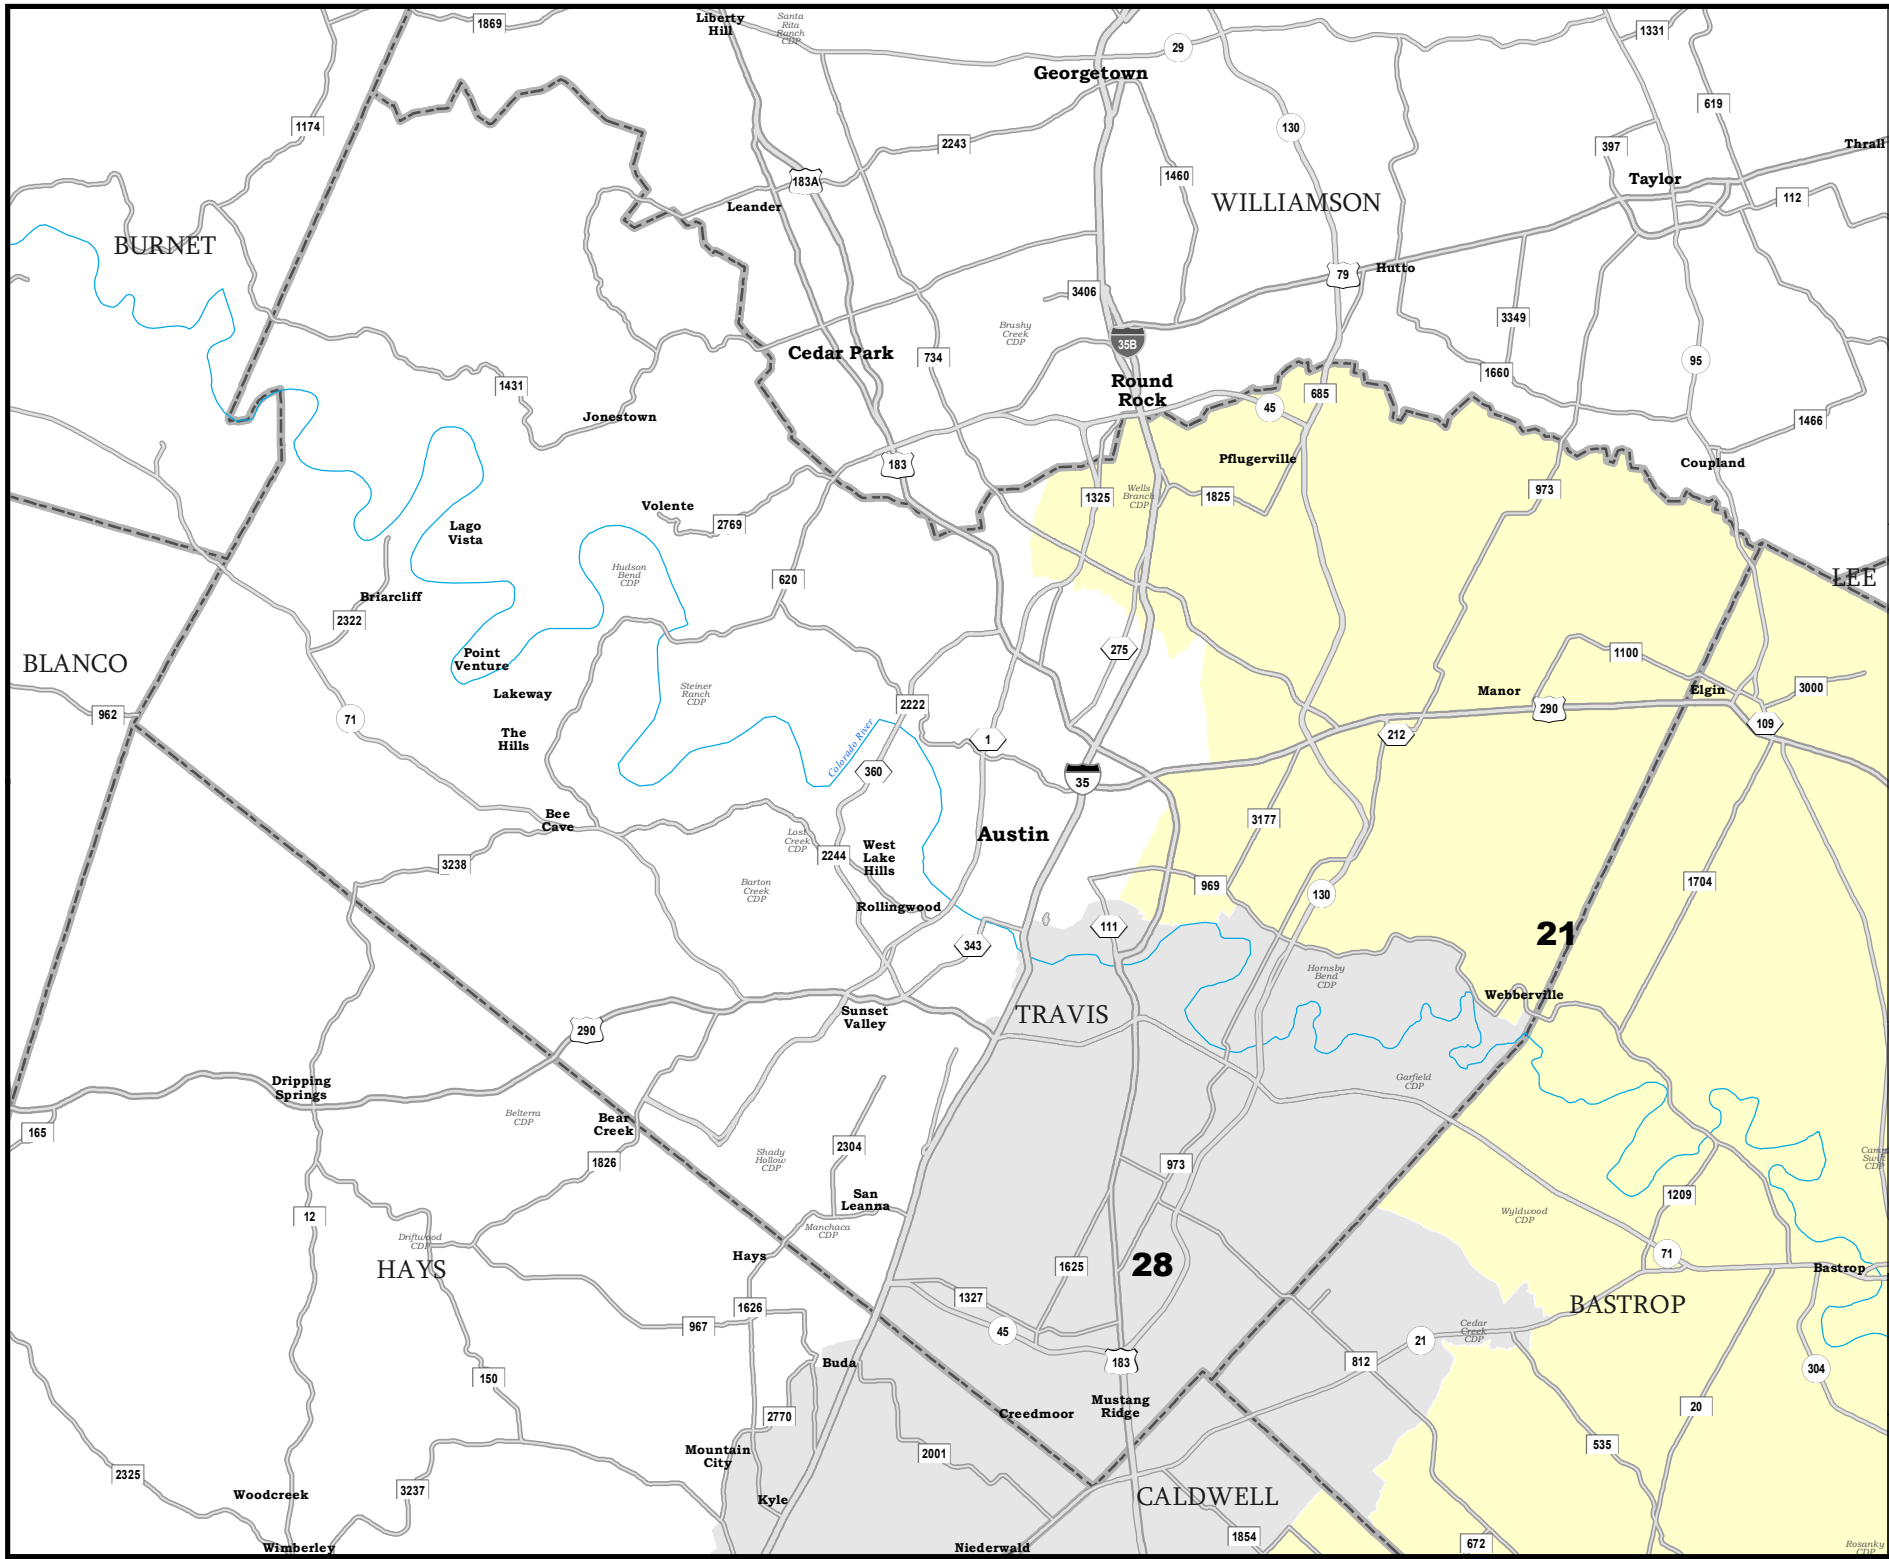 1869
Liberty
Hill
Santa
Rita
Ranch
CDP
29
1331
Georgetown
619
1174
130
2243
397
Thrall
183A
1460
Taylor
Leander
WILLIAMSON
112
BURNET
79
Hutto
3406
Brushy
Creek
CDP
35B
3349
Cedar Park
734
95
1660
1431
Round
Rock
685
45
Jonestown
1466
183
Pflugerville
Coupland
1325
Wells
Branch
CDP
1825
973
Volente
2769
Lago
Vista
Hudson
Bend
CDP
620
LEE
Briarcliff
2322
Point
Venture
275
1100
BLANCO
Lakeway
Steiner
Ranch
CDP
Manor
Elgin
3000
962
71
2222
290
109
The
Hills
1
212
Colorado River
360
35
Bee
Cave
3177
Lost
Creek
CDP
Austin
3238
2244
West
Lake
Hills
Barton
Creek
CDP
969
130
1704
Rollingwood
111
343
21
Hornsby
Bend
CDP
Webberville
Sunset
Valley
TRAVIS
290
Dripping
Springs
Garfield
CDP
Belterra
CDP
Bear
Creek
165
2304
Shady
Hollow
CDP
1826
973
Camp
Swift
CDP
San
Leanna
1209
12
Wyldwood
CDP
Manchaca
CDP
Driftwood
CDP
HAYS
Hays
1625
28
71
Bastrop
1327
1626
BASTROP
967
45
21
Cedar
Creek
CDP
Buda
183
812
304
150
Mustang
Ridge
2770
Creedmoor
20
Mountain
City
2001
535
2325
Woodcreek
3237
Kyle
CALDWELL
1854
672
Wimberley
Niederwald
Rosanky
CDP